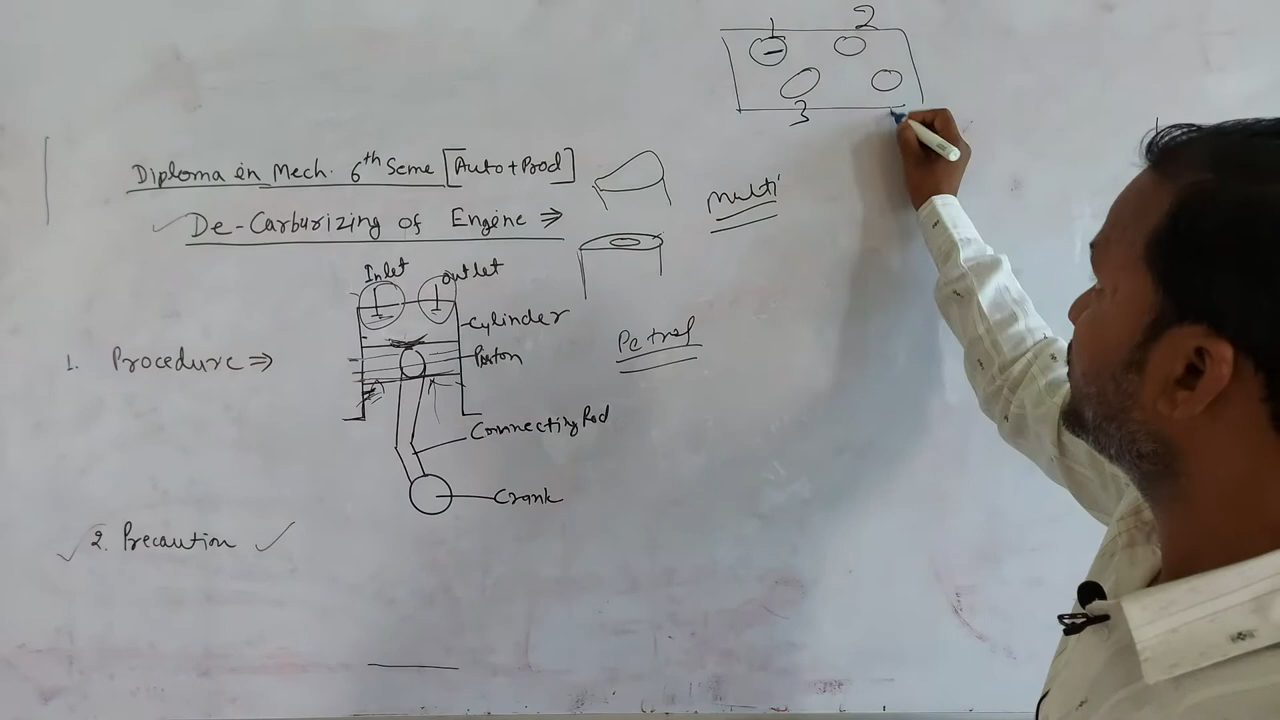 1 2
3
Diploma in Mech. 6th Seme [Auto+Prod]
multi
De-Carburizing of Engine ⇒
Inlet outlet
Cylinder
Petrol
1. Procedure ⇒
Piston
Connecting Rod
Crank
2. Precaution